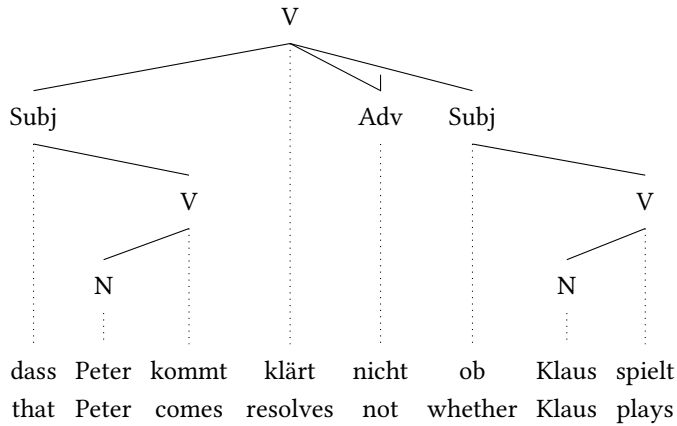 V
Subj Adv Subj
V V
N N
dass Peter kommt klärt nicht ob Klaus spielt
that Peter comes resolves not whether Klaus plays